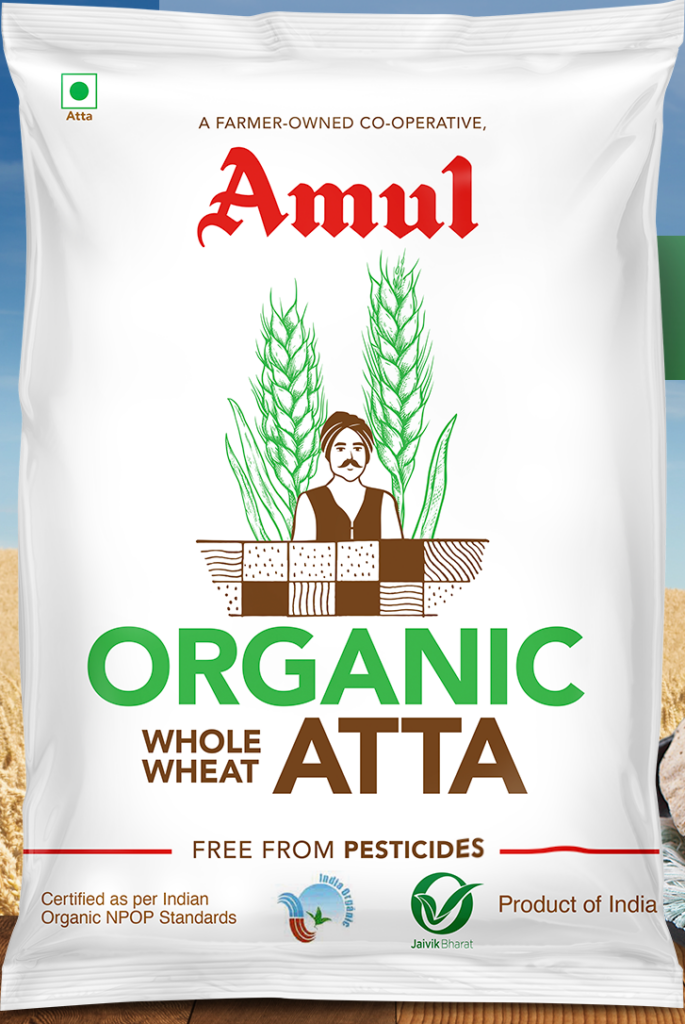 Atta
A FARMER-OWNED CO-OPERATIVE,
Amul
ORGANIC
WHOLE
WHEAT
ATTA
FREE FROM PESTICIDES
Certified as per Indian
Organic NPOP Standards
India Organic
Jaivik Bharat
Product of India